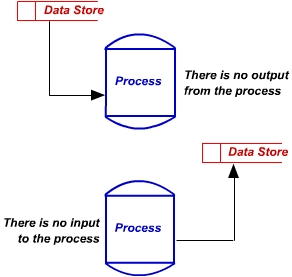 Data Store
Process
There is no output
from the process
Data Store
There is no input
to the process
Process